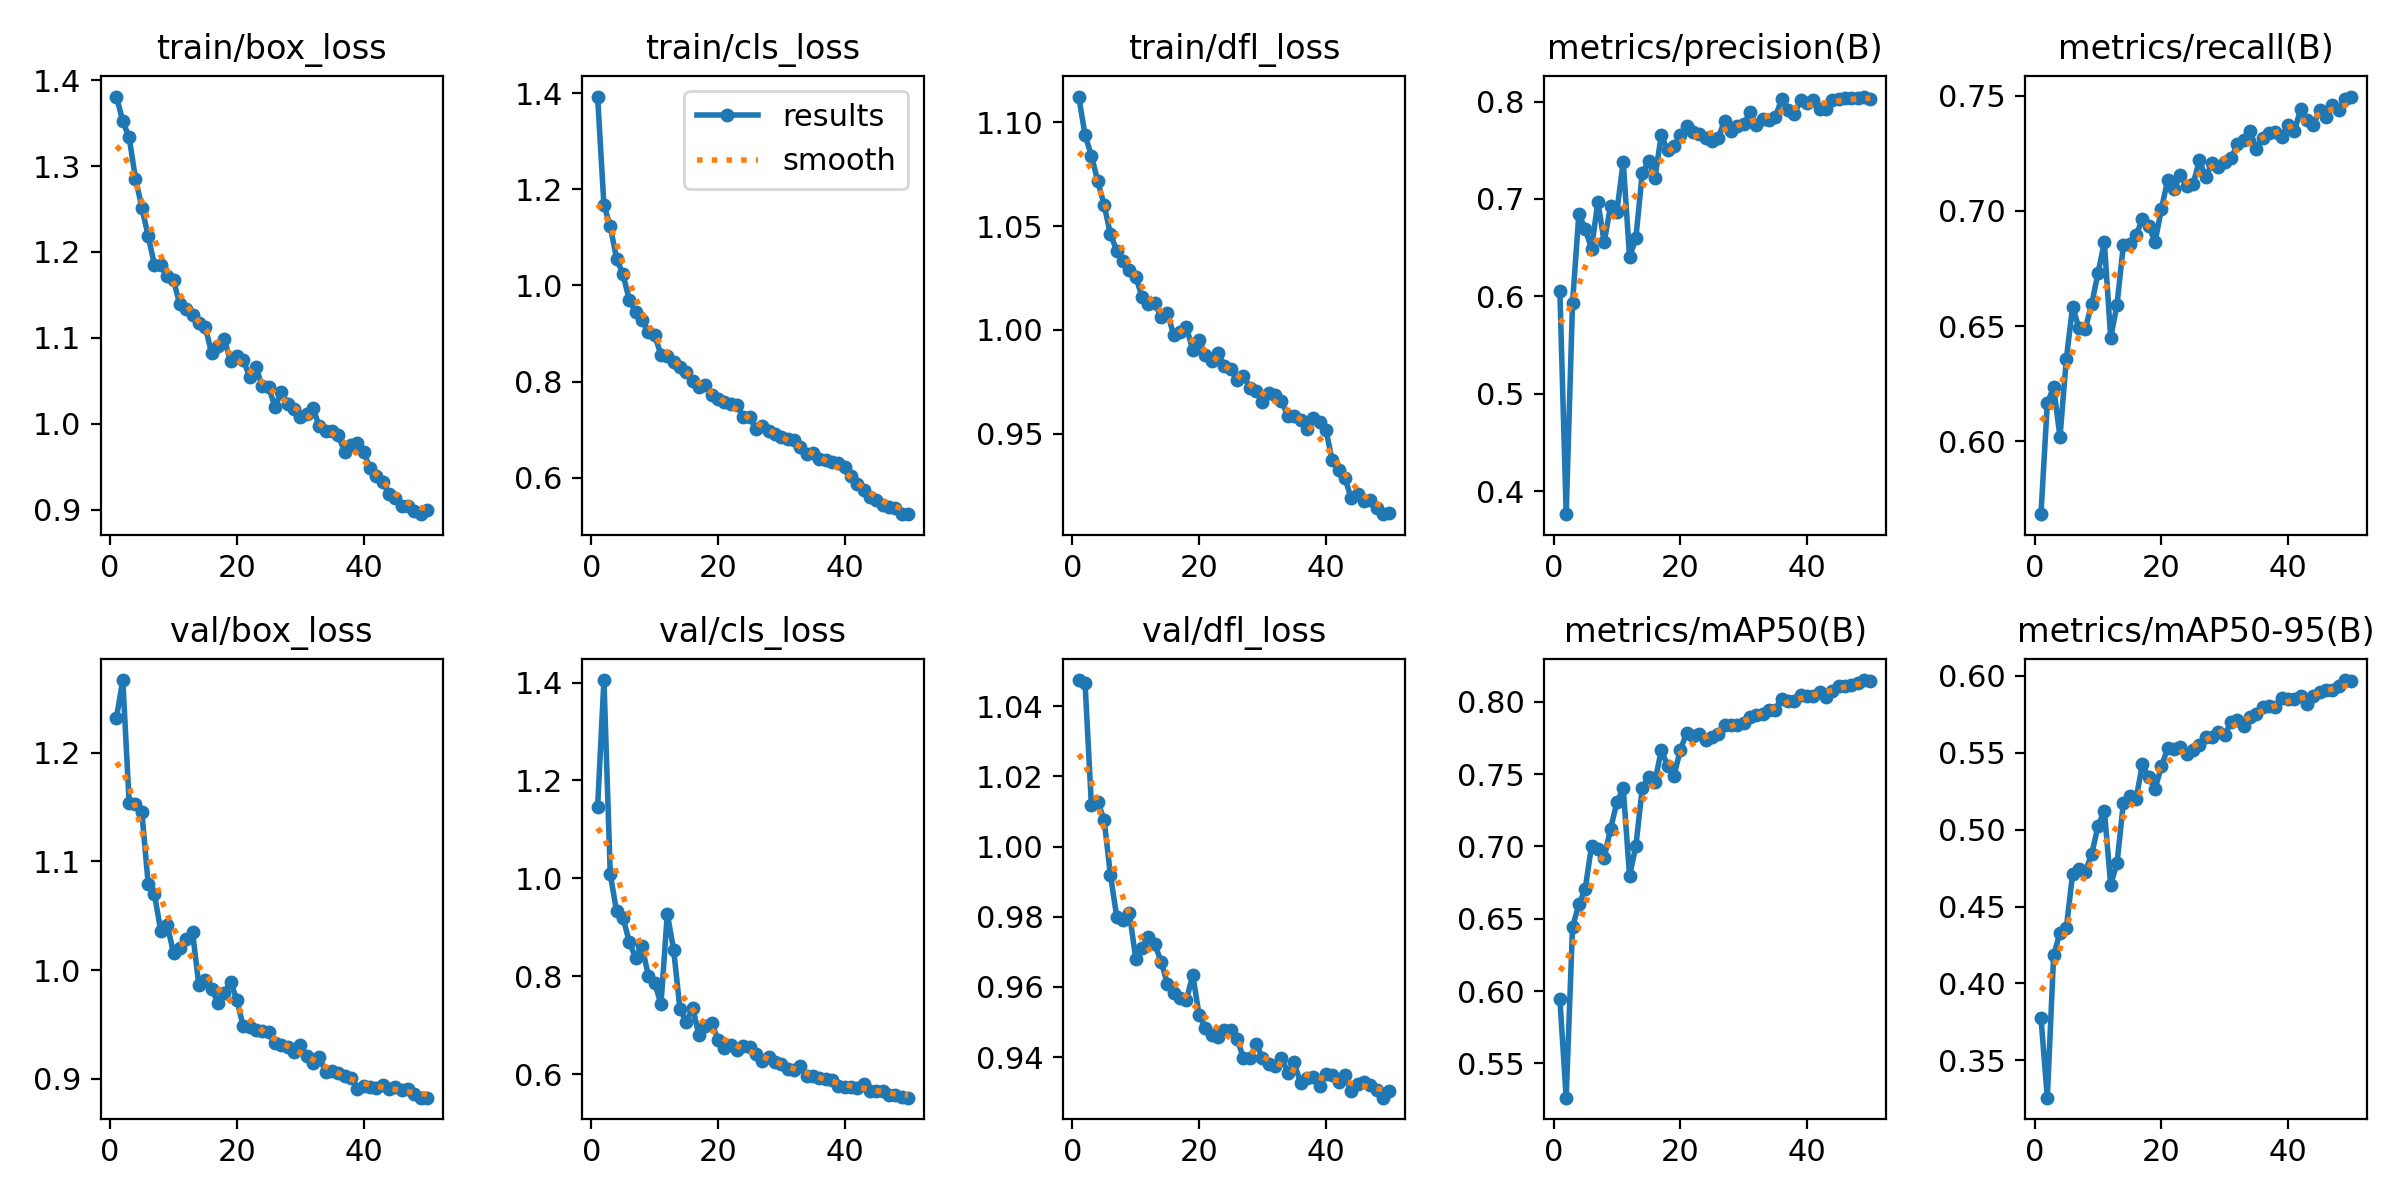 train/box_loss
1.4
1.3
1.2
1.1
1.0
0.9
0 20 40
train/cls_loss
results
smooth
1.4
1.2
1.0
0.8
0.6
0 20 40
train/dfl_loss
1.10
1.05
1.00
0.95
0 20 40
metrics/precision(B)
0.8
0.7
0.6
0.5
0.4
0 20 40
metrics/recall(B)
0.75
0.70
0.65
0.60
0 20 40
val/box_loss
1.2
1.1
1.0
0.9
0 20 40
val/cls_loss
1.4
1.2
1.0
0.8
0.6
0 20 40
val/dfl_loss
1.04
1.02
1.00
0.98
0.96
0.94
0 20 40
metrics/mAP50(B)
0.80
0.75
0.70
0.65
0.60
0.55
0 20 40
metrics/mAP50-95(B)
0.60
0.55
0.50
0.45
0.40
0.35
0 20 40